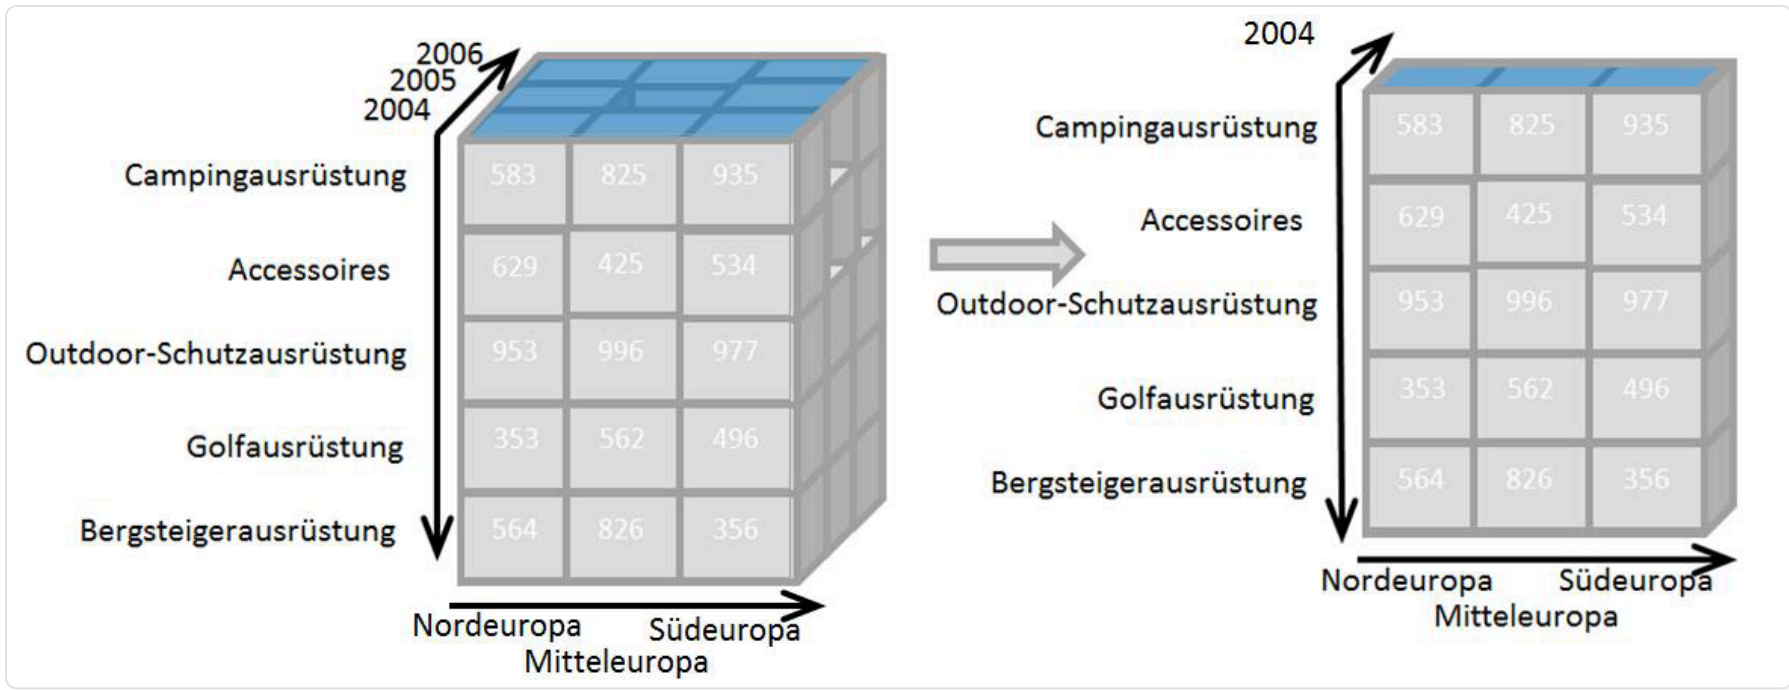 2006
2005
2004
Campingausrüstung 583 825 935
Accessoires 629 425 534
Outdoor-Schutzausrüstung 953 996 977
Golfausrüstung 353 562 496
Bergsteigerausrüstung 564 826 356
Nordeuropa Südeuropa
Mitteleuropa
2004
Campingausrüstung 583 825 935
Accessoires 629 425 534
Outdoor-Schutzausrüstung 953 996 977
Golfausrüstung 353 562 496
Bergsteigerausrüstung 564 826 356
Nordeuropa Südeuropa
Mitteleuropa